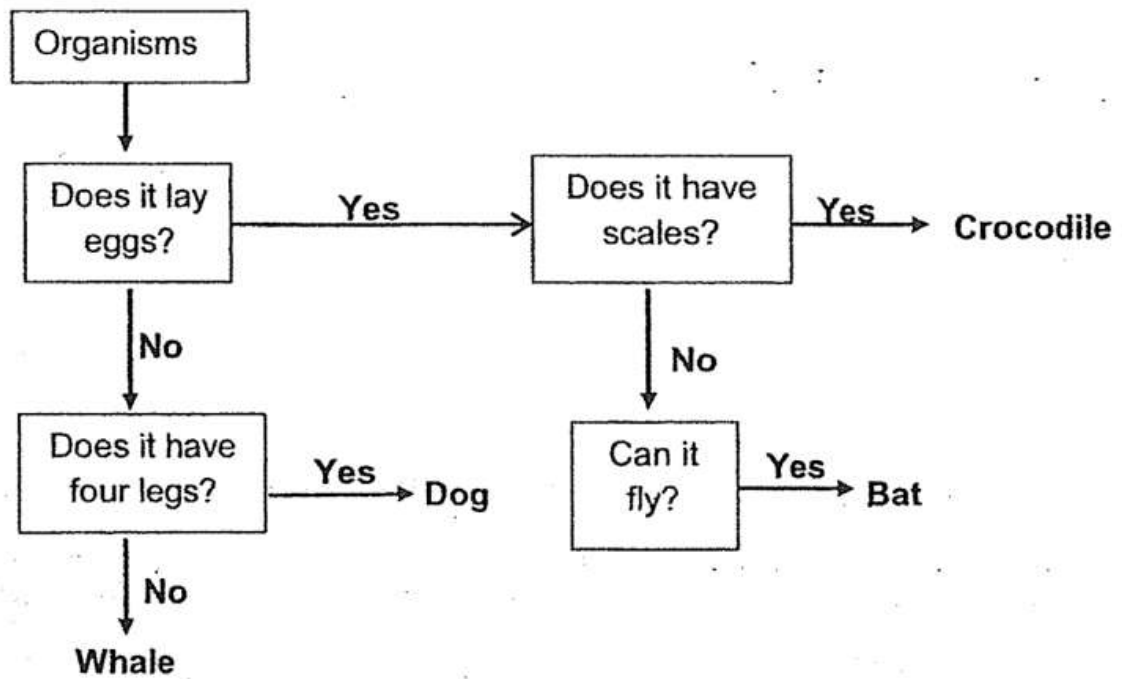 Organisms
Does it lay
eggs?
Yes
Does it have
scales?
Yes
Crocodile
No
No
Does it have
four legs?
Yes
Dog
Can it
fly?
Yes
Bat
No
Whale